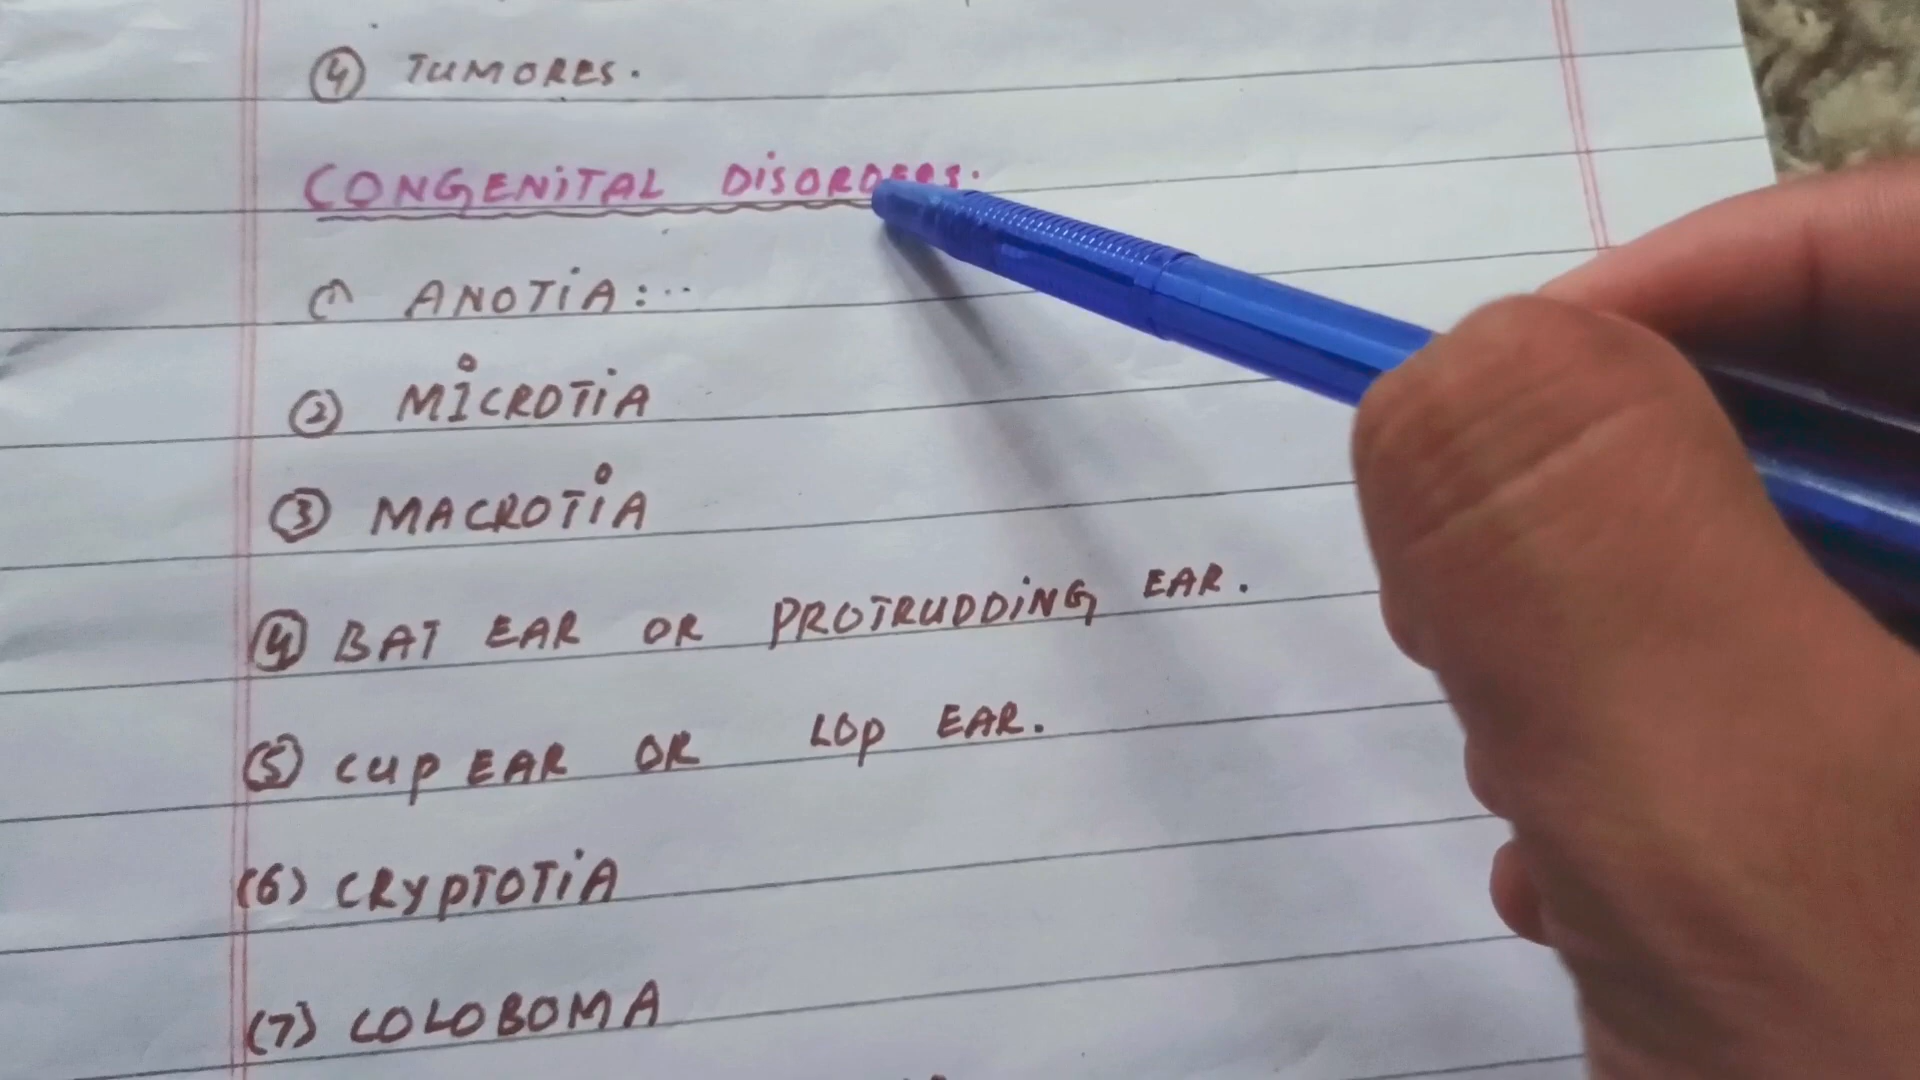 (4) TUMORES.
CONGENITAL DISORDERS.
(1) ANOTIA:..
(2) MICROTIA
(3) MACROTIA
(4) BAT EAR OR PROTRUDDING EAR.
(5) CUP EAR OR LOP EAR.
(6) CRYPTOTIA
(7) COLOBOMA